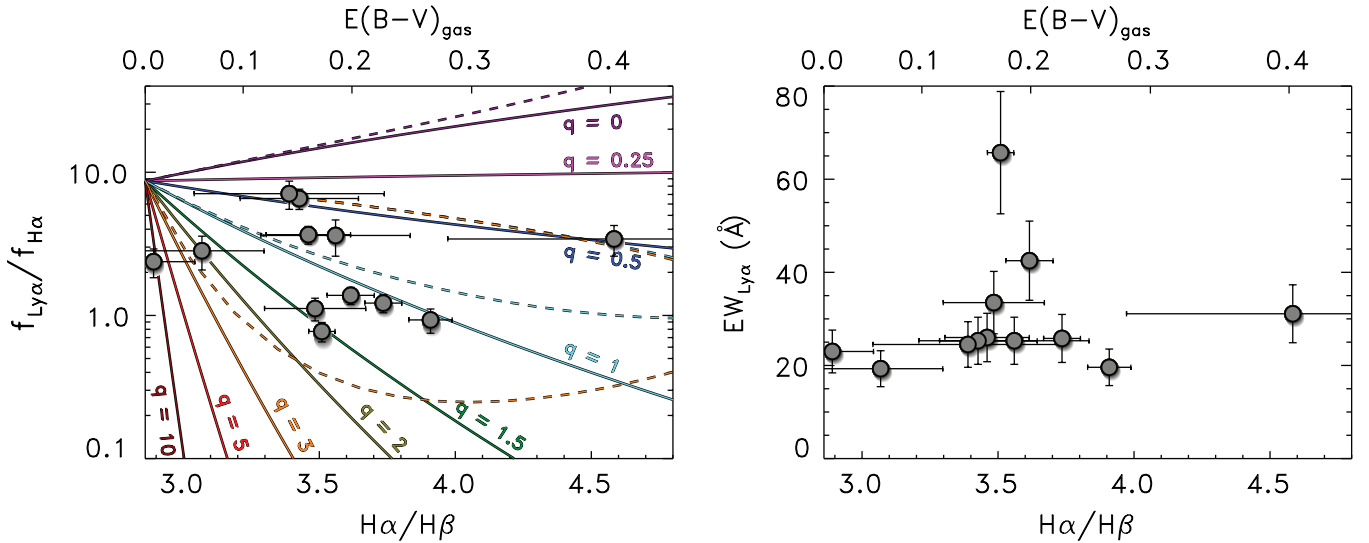 E(B−V)gas
0.0 0.1 0.2 0.3 0.4
fLyα/fHα
10.0
1.0
0.1
q = 0
q = 0.25
q = 0.5
q = 1
q = 1.5
q = 2
q = 3
q = 5
q = 10
3.0 3.5 4.0 4.5
Hα/Hβ
E(B−V)gas
0.0 0.1 0.2 0.3 0.4
EWLyα (Å)
80
60
40
20
0
3.0 3.5 4.0 4.5
Hα/Hβ